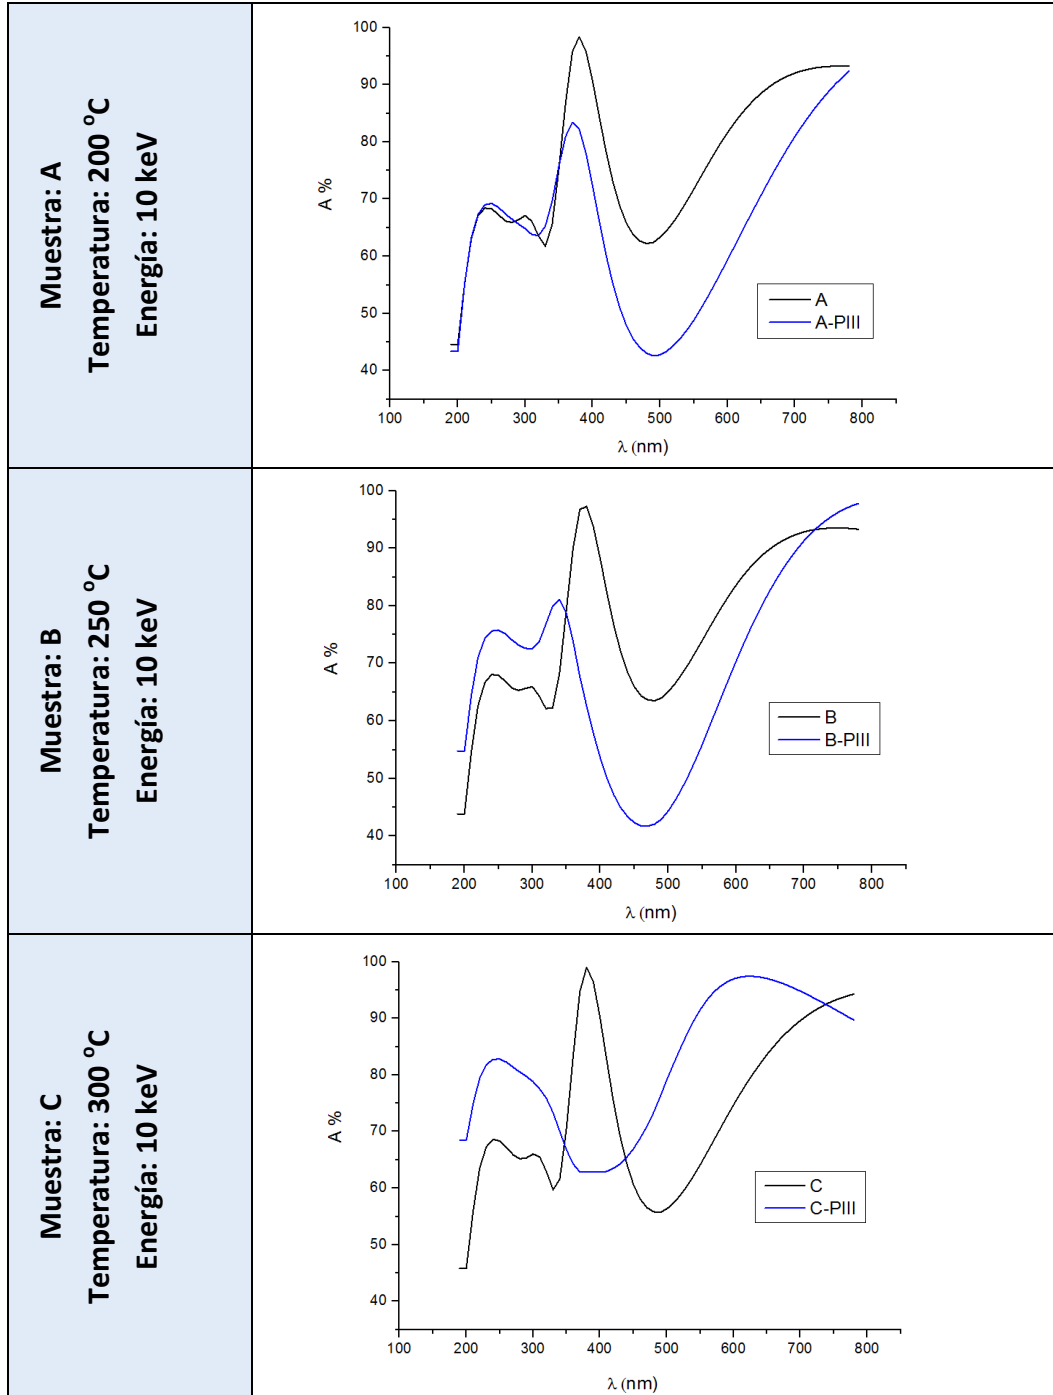 Muestra: A
Temperatura: 200 °C
Energía: 10 keV
100
90
80
70
60
50
40
A %
A
A-PIII
100 200 300 400 500 600 700 800
λ (nm)
Muestra: B
Temperatura: 250 °C
Energía: 10 keV
100
90
80
70
60
50
40
A %
B
B-PIII
100 200 300 400 500 600 700 800
λ (nm)
Muestra: C
Temperatura: 300 °C
Energía: 10 keV
100
90
80
70
60
50
40
A %
C
C-PIII
100 200 300 400 500 600 700 800
λ (nm)